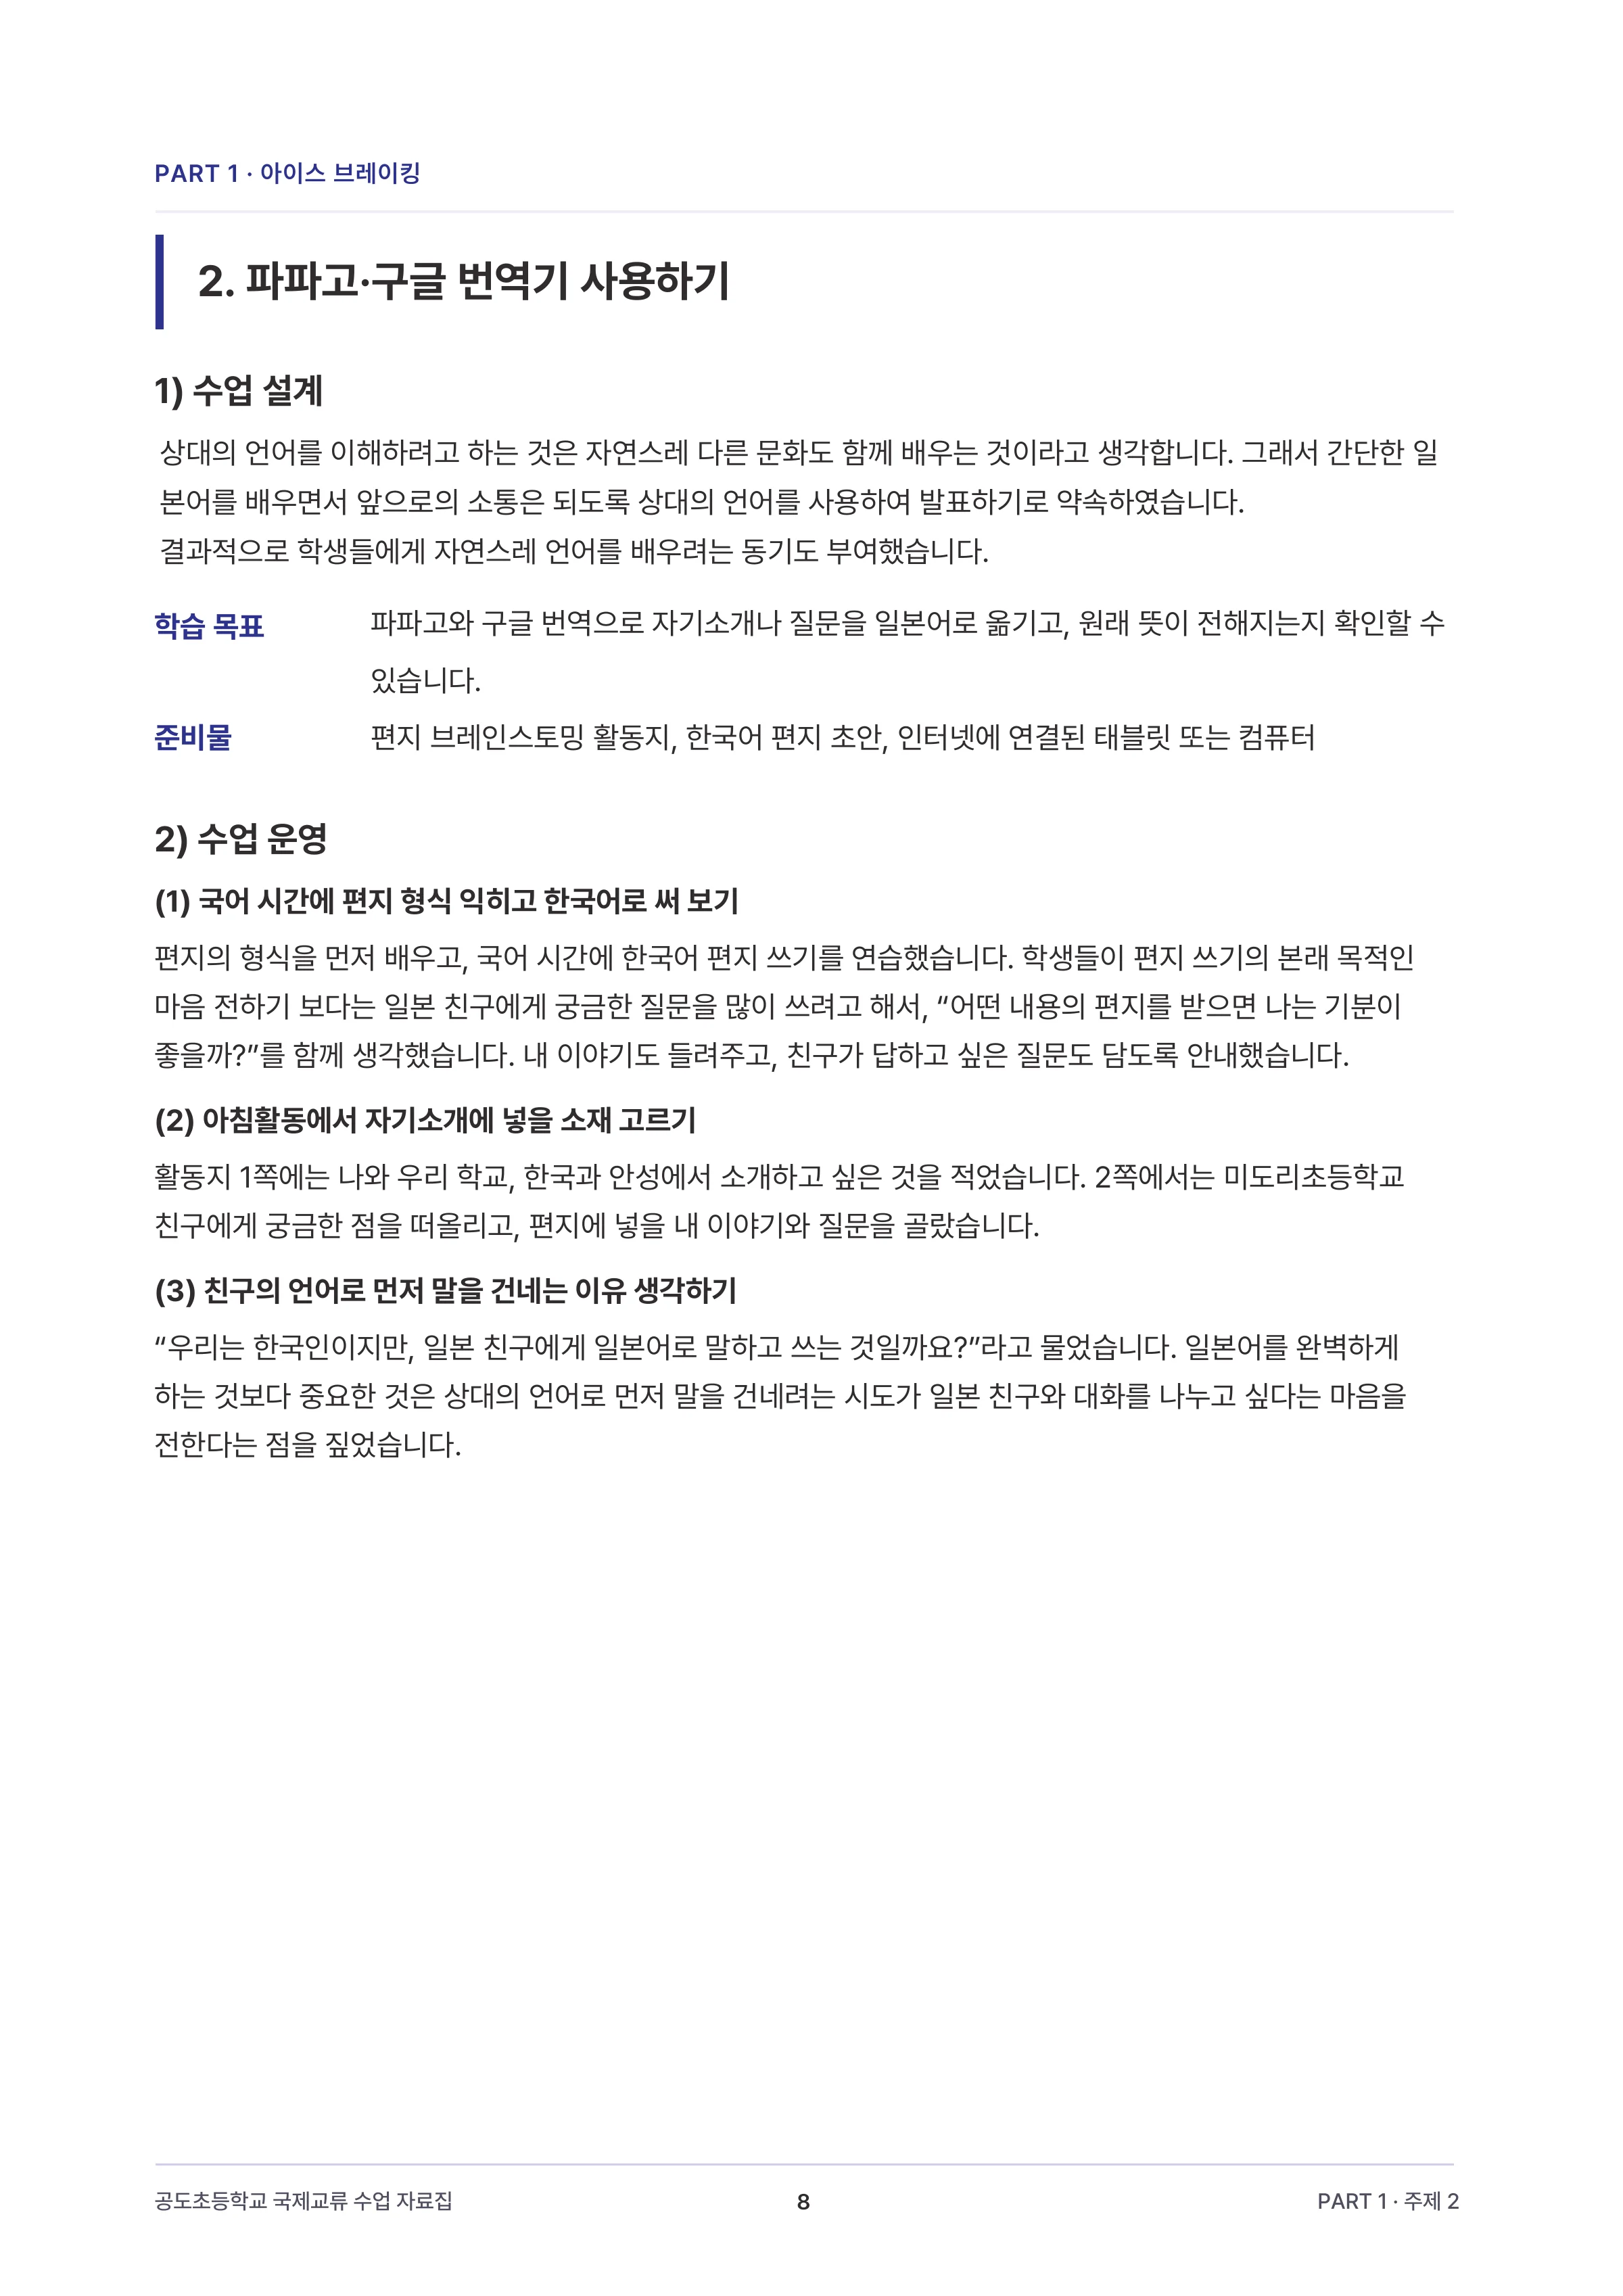 PART 1 · 아이스 브레이킹
2. 파파고·구글 번역기 사용하기
1) 수업 설계
상대의 언어를 이해하려고 하는 것은 자연스레 다른 문화도 함께 배우는 것이라고 생각합니다. 그래서 간단한 일
본어를 배우면서 앞으로의 소통은 되도록 상대의 언어를 사용하여 발표하기로 약속하였습니다.
결과적으로 학생들에게 자연스레 언어를 배우려는 동기도 부여했습니다.
학습 목표 파파고와 구글 번역으로 자기소개나 질문을 일본어로 옮기고, 원래 뜻이 전해지는지 확인할 수
있습니다.
준비물 편지 브레인스토밍 활동지, 한국어 편지 초안, 인터넷에 연결된 태블릿 또는 컴퓨터
2) 수업 운영
(1) 국어 시간에 편지 형식 익히고 한국어로 써 보기
편지의 형식을 먼저 배우고, 국어 시간에 한국어 편지 쓰기를 연습했습니다. 학생들이 편지 쓰기의 본래 목적인
마음 전하기 보다는 일본 친구에게 궁금한 질문을 많이 쓰려고 해서, “어떤 내용의 편지를 받으면 나는 기분이
좋을까?”를 함께 생각했습니다. 내 이야기도 들려주고, 친구가 답하고 싶은 질문도 담도록 안내했습니다.
(2) 아침활동에서 자기소개에 넣을 소재 고르기
활동지 1쪽에는 나와 우리 학교, 한국과 안성에서 소개하고 싶은 것을 적었습니다. 2쪽에서는 미도리초등학교
친구에게 궁금한 점을 떠올리고, 편지에 넣을 내 이야기와 질문을 골랐습니다.
(3) 친구의 언어로 먼저 말을 건네는 이유 생각하기
“우리는 한국인이지만, 일본 친구에게 일본어로 말하고 쓰는 것일까요?”라고 물었습니다. 일본어를 완벽하게
하는 것보다 중요한 것은 상대의 언어로 먼저 말을 건네려는 시도가 일본 친구와 대화를 나누고 싶다는 마음을
전한다는 점을 짚었습니다.
공도초등학교 국제교류 수업 자료집 8 PART 1 · 주제 2